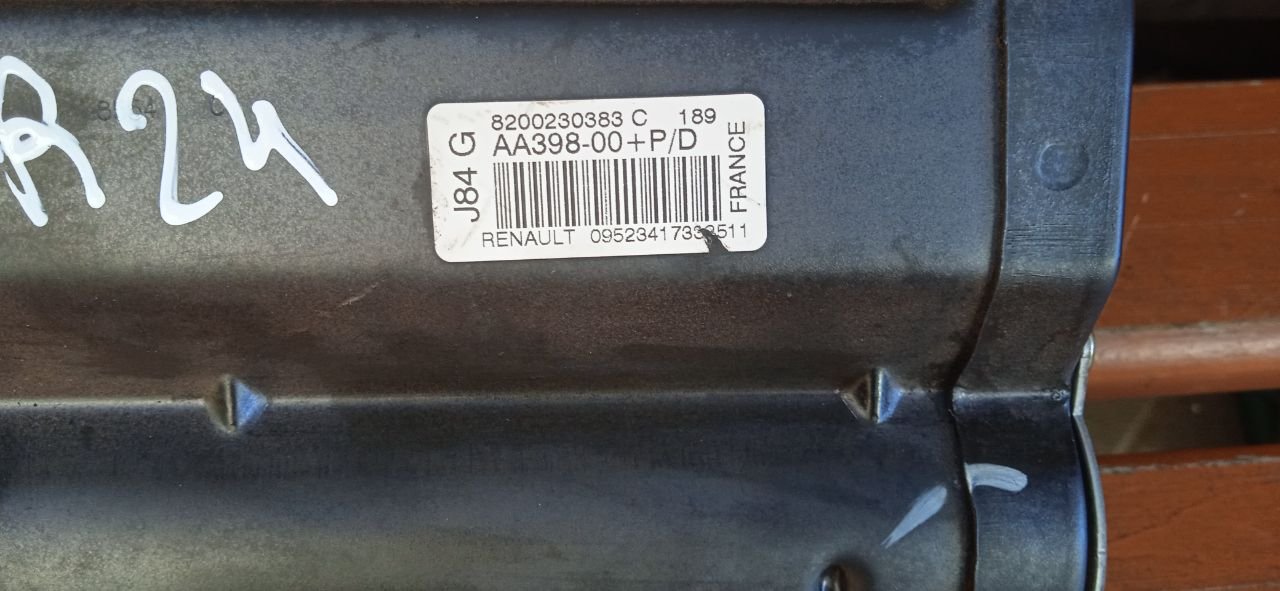 R24
8200230383 C 189
AA398-00+P/D
J84 G
FRANCE
RENAULT